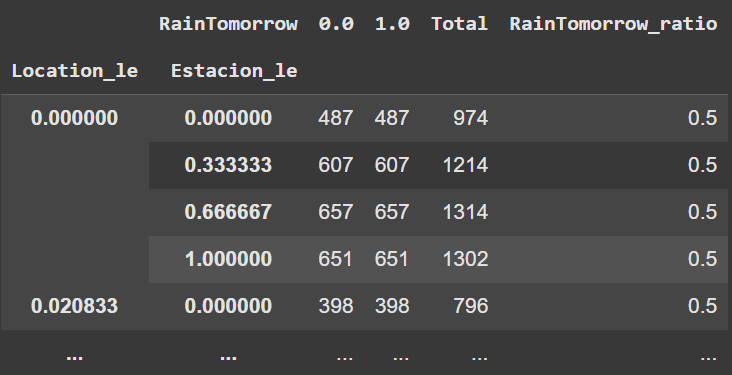 RainTomorrow 0.0 1.0 Total RainTomorrow_ratio
Location_le Estacion_le
0.000000 0.000000 487 487 974 0.5
0.333333 607 607 1214 0.5
0.666667 657 657 1314 0.5
1.000000 651 651 1302 0.5
0.020833 0.000000 398 398 796 0.5
... ... ... ... ... ...